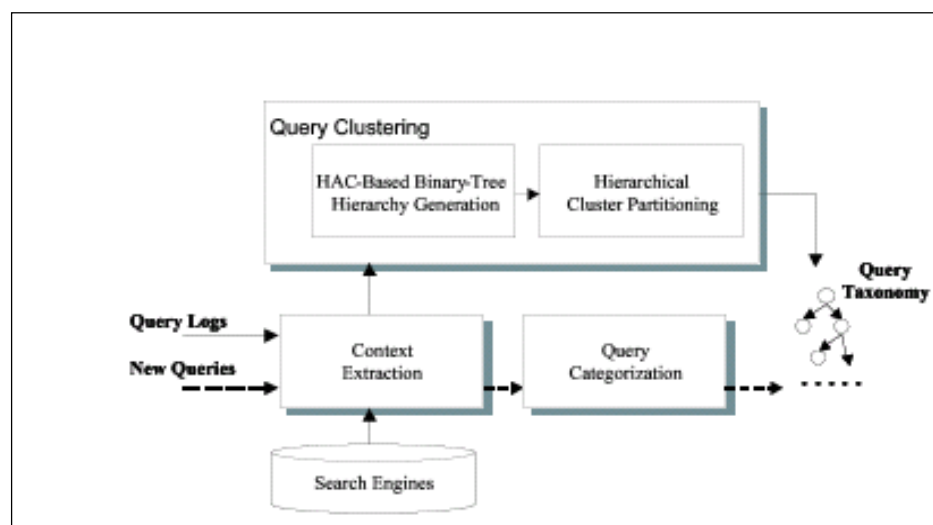 Query Clustering
HAC-Based Binary-Tree
Hierarchy Generation
Hierarchical
Cluster Partitioning
Query
Taxonomy
Query Logs
New Queries
Context
Extraction
Query
Categorization
Search Engines